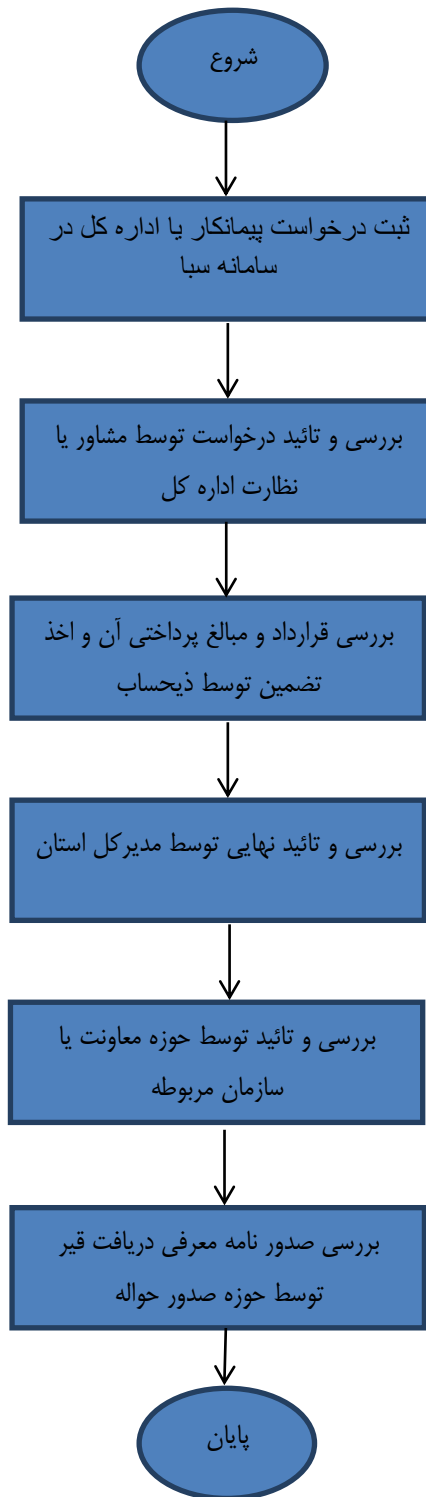 شروع
ثبت درخواست پیمانکار یا اداره کل در
سامانه سبا
بررسی و تائید درخواست توسط مشاور یا
نظارت اداره کل
بررسی قرارداد و مبالغ پرداختی آن و اخذ
تضمین توسط ذیحساب
بررسی و تائید نهایی توسط مدیرکل استان
بررسی و تائید توسط حوزه معاونت یا
سازمان مربوطه
بررسی صدور نامه معرفی دریافت قیر
توسط حوزه صدور حواله
پایان